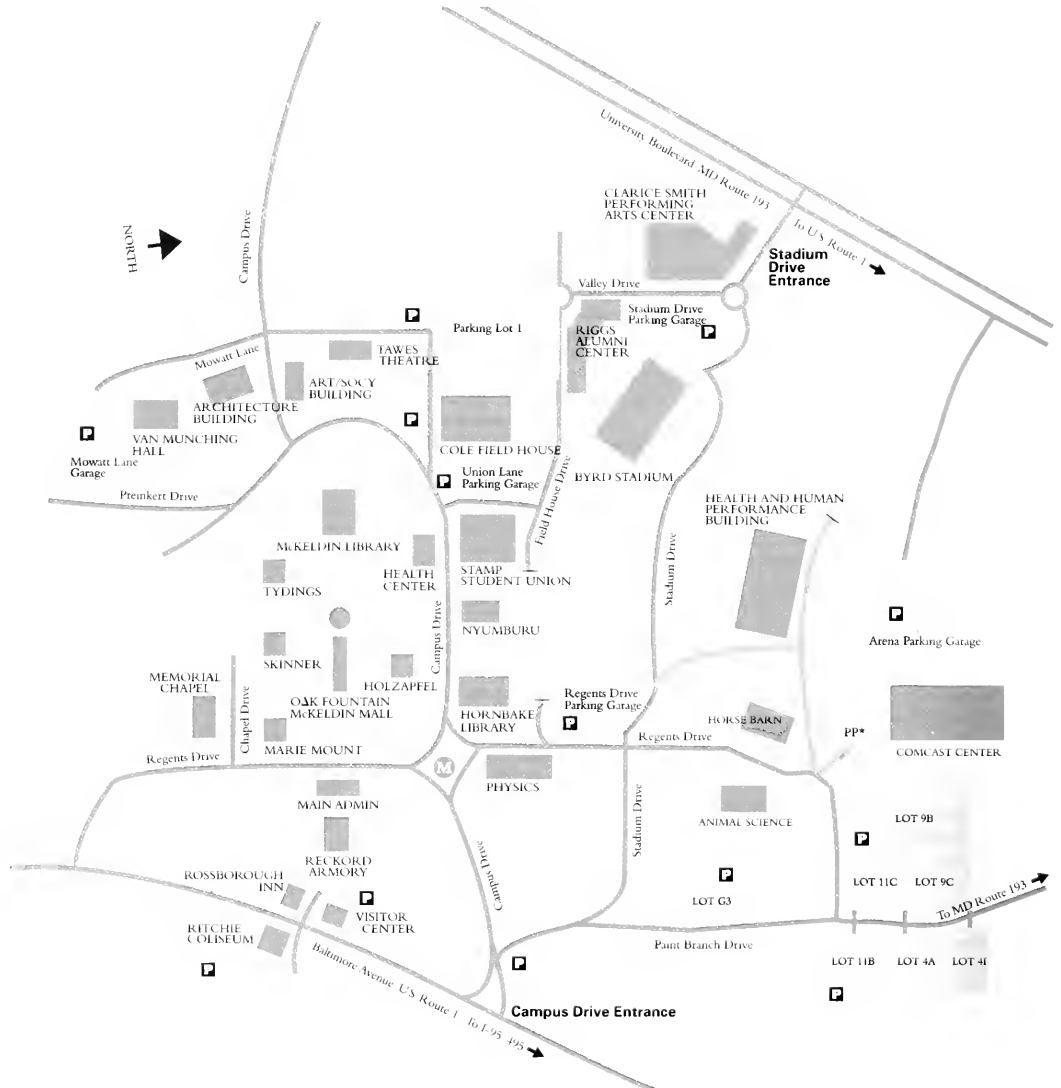 University Boulevard MD Route 193
To U S Route 1
CLARICE SMITH
PERFORMING
ARTS CENTER
Stadium
Drive
Entrance
NORTH
Campus Drive
Valley Drive
Stadium Drive
Parking Garage
P
RIGGS
ALUMNI
CENTER
P
Parking Lot 1
TAWES
THEATRE
Mowatt Lane
ART/SOCY
BUILDING
ARCHITECTURE
BUILDING
P
VAN MUNCHING
HALL
P
Mowatt Lane
Garage
COLE FIELD HOUSE
P
Union Lane
Parking Garage
Field House Drive
BYRD STADIUM
Preinkert Drive
HEALTH AND HUMAN
PERFORMANCE
BUILDING
McKELDIN LIBRARY
HEALTH
CENTER
STAMP
STUDENT UNION
Stadium Drive
TYDINGS
NYUMBURU
Campus Drive
P
Arena Parking Garage
SKINNER
HOLZAPFEL
MEMORIAL
CHAPEL
Chapel Drive
OAK FOUNTAIN
McKELDIN MALL
HORNBAKE
LIBRARY
Regents Drive
Parking Garage
P
HORSE BARN
PP*
COMCAST CENTER
MARIE MOUNT
Regents Drive
Regents Drive
M
PHYSICS
MAIN ADMIN
ANIMAL SCIENCE
LOT 9B
P
Stadium Drive
RECKORD
ARMORY
Campus Drive
ROSSBOROUGH
INN
P
VISITOR
CENTER
P
LOT G3
LOT 11C
LOT 9C
To MD Route 193
RITCHIE
COLISEUM
P
Paint Branch Drive
LOT 11B
LOT 4A
LOT 4I
P
P
Baltimore Avenue U S Route 1 To I-95 495
Campus Drive Entrance